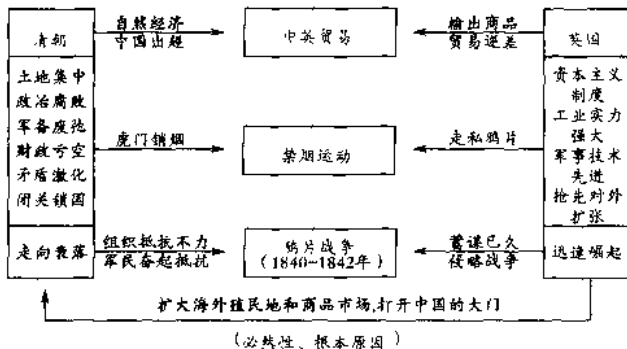 清朝
自然经济
中国出超
中英贸易
输出商品
贸易逆差
英国
土地集中
政治腐败
军备废弛
财政亏空
矛盾激化
闭关锁国
虎门销烟
禁烟运动
走私鸦片
资本主义
制度
工业实力
强大
军事技术
先进
抢先对外
扩张
走向衰落
组织抵抗不力
军民奋起抵抗
鸦片战争
(1840~1842年)
蓄谋已久
侵略战争
迅速崛起
扩大海外殖民地和商品市场,打开中国的大门
(必然性、根本原因)